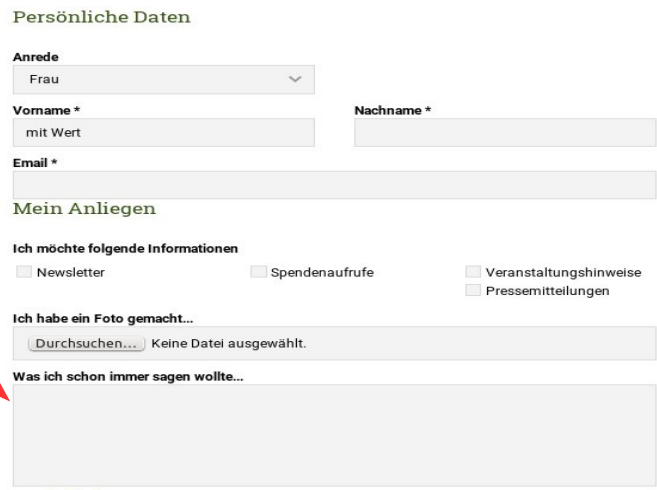 Persönliche Daten
Anrede
Frau
Vorname * Nachname *
mit Wert
Email *
Mein Anliegen
Ich möchte folgende Informationen
Newsletter Spendenaufrufe Veranstaltungshinweise
Pressemitteilungen
Ich habe ein Foto gemacht...
Durchsuchen... Keine Datei ausgewählt.
Was ich schon immer sagen wollte...